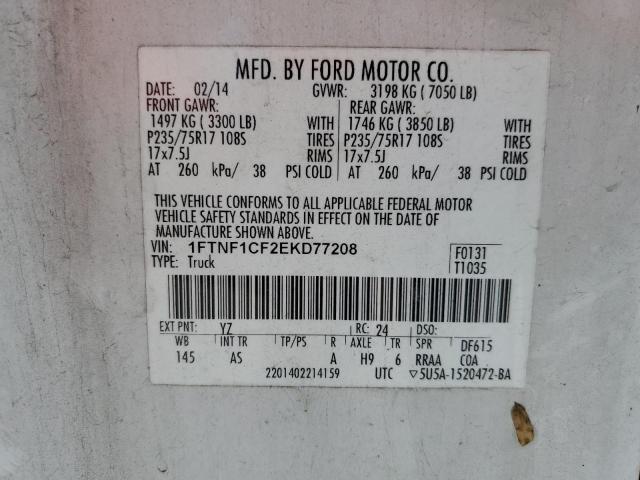 MFD. BY FORD MOTOR CO.
DATE: 02/14 GVWR: 3198 KG ( 7050 LB)
FRONT GAWR: REAR GAWR:
1497 KG ( 3300 LB) WITH 1746 KG ( 3850 LB) WITH
P235/75R17 108S TIRES P235/75R17 108S TIRES
17x7.5J RIMS 17x7.5J RIMS
AT 260 kPa/ 38 PSI COLD AT 260 kPa/ 38 PSI COLD
THIS VEHICLE CONFORMS TO ALL APPLICABLE FEDERAL MOTOR
VEHICLE SAFETY STANDARDS IN EFFECT ON THE DATE OF
MANUFACTURE SHOWN ABOVE.
VIN: 1FTNF1CF2EKD77208 F0131
TYPE: Truck T1035
EXT PNT: YZ RC: 24 DSO:
WB INT TR TP/PS R AXLE TR SPR DF615
145 AS A H9 6 RRAA COA
2201402214159 UTC ▽5U5A-1520472-BA